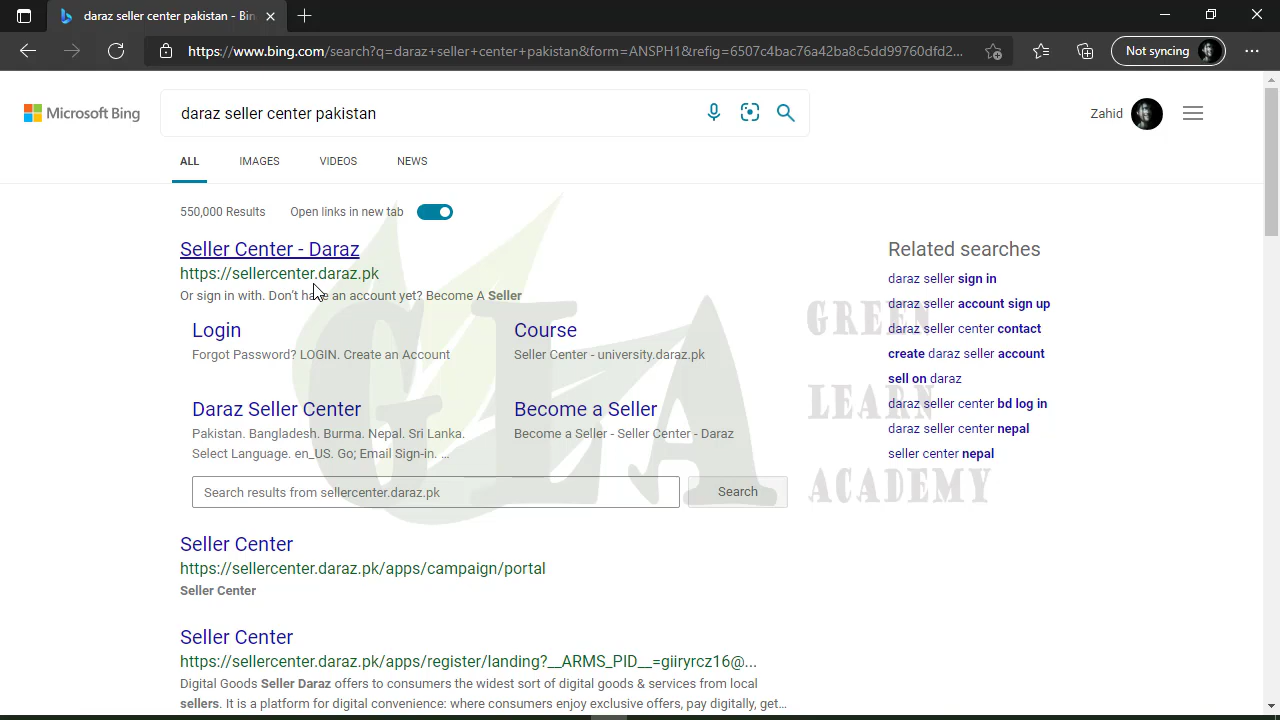 daraz seller center pakistan - Bin
https://www.bing.com/search?q=daraz+seller+center+pakistan&form=ANSPH1&refig=6507c4bac76a42ba8c5dd99760dfd2...
Not syncing
Microsoft Bing
daraz seller center pakistan
Zahid
ALL
IMAGES
VIDEOS
NEWS
550,000 Results
Open links in new tab
Seller Center - Daraz
https://sellercenter.daraz.pk
Or sign in with. Don't have an account yet? Become A Seller
Login
Forgot Password? LOGIN. Create an Account
Course
Seller Center - university.daraz.pk
Daraz Seller Center
Pakistan. Bangladesh. Burma. Nepal. Sri Lanka.
Select Language. en_US. Go; Email Sign-in. ...
Become a Seller
Become a Seller - Seller Center - Daraz
Search results from sellercenter.daraz.pk
Search
Seller Center
https://sellercenter.daraz.pk/apps/campaign/portal
Seller Center
Seller Center
https://sellercenter.daraz.pk/apps/register/landing?__ARMS_PID__=giiryrcz16@...
Digital Goods Seller Daraz offers to consumers the widest sort of digital goods & services from local
sellers. It is a platform for digital convenience: where consumers enjoy exclusive offers, pay digitally, get...
Related searches
daraz seller sign in
daraz seller account sign up
daraz seller center contact
create daraz seller account
sell on daraz
daraz seller center bd log in
daraz seller center nepal
seller center nepal
GLA
GREEN
LEARN
ACADEMY